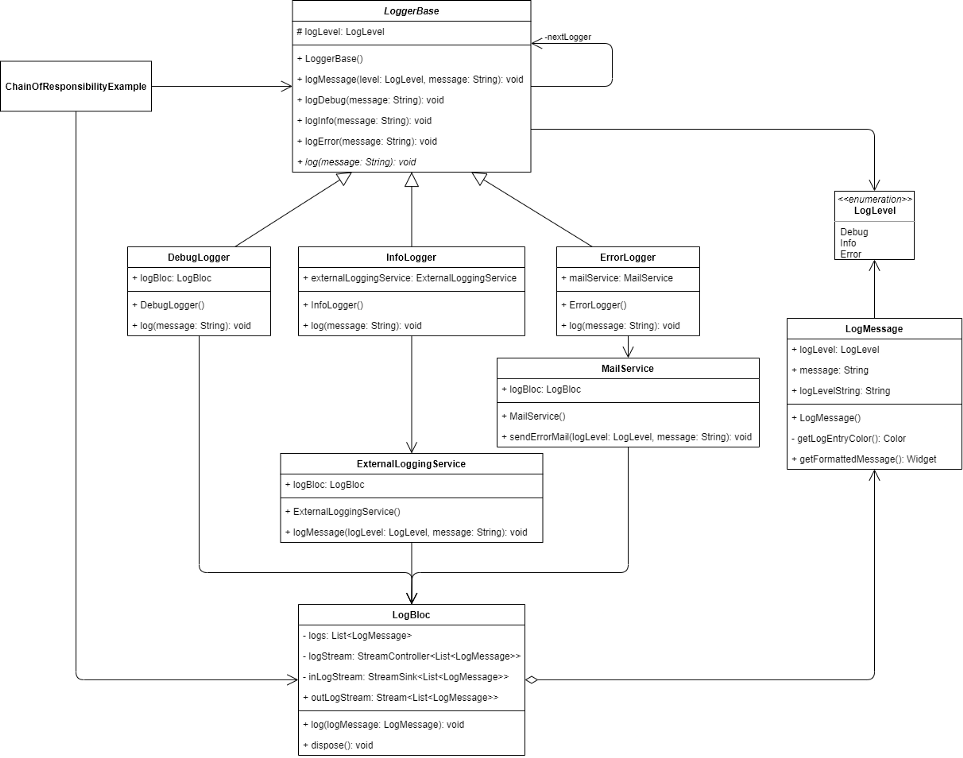 LoggerBase
# logLevel: LogLevel
+ LoggerBase()
+ logMessage(level: LogLevel, message: String): void
+ logDebug(message: String): void
+ logInfo(message: String): void
+ logError(message: String): void
+ log(message: String): void
-nextLogger
ChainOfResponsibilityExample
<<enumeration>>
LogLevel
Debug
Info
Error
DebugLogger
+ logBloc: LogBloc
+ DebugLogger()
+ log(message: String): void
InfoLogger
+ externalLoggingService: ExternalLoggingService
+ InfoLogger()
+ log(message: String): void
ErrorLogger
+ mailService: MailService
+ ErrorLogger()
+ log(message: String): void
LogMessage
+ logLevel: LogLevel
+ message: String
+ logLevelString: String
+ LogMessage()
- getLogEntryColor(): Color
+ getFormattedMessage(): Widget
MailService
+ logBloc: LogBloc
+ MailService()
+ sendErrorMail(logLevel: LogLevel, message: String): void
ExternalLoggingService
+ logBloc: LogBloc
+ ExternalLoggingService()
+ logMessage(logLevel: LogLevel, message: String): void
LogBloc
- logs: List<LogMessage>
- logStream: StreamController<List<LogMessage>>
- inLogStream: StreamSink<List<LogMessage>>
+ outLogStream: Stream<List<LogMessage>>
+ log(logMessage: LogMessage): void
+ dispose(): void